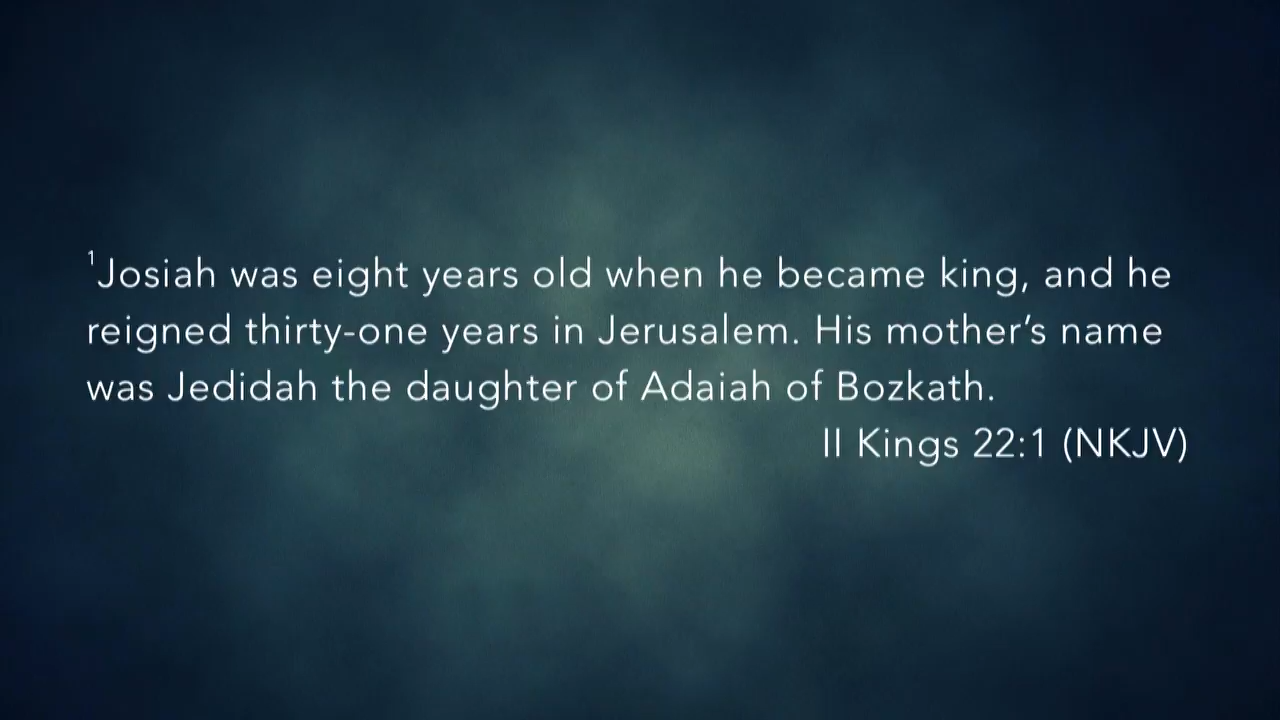 ¹Josiah was eight years old when he became king, and he
reigned thirty-one years in Jerusalem. His mother’s name
was Jedidah the daughter of Adaiah of Bozkath.
II Kings 22:1 (NKJV)